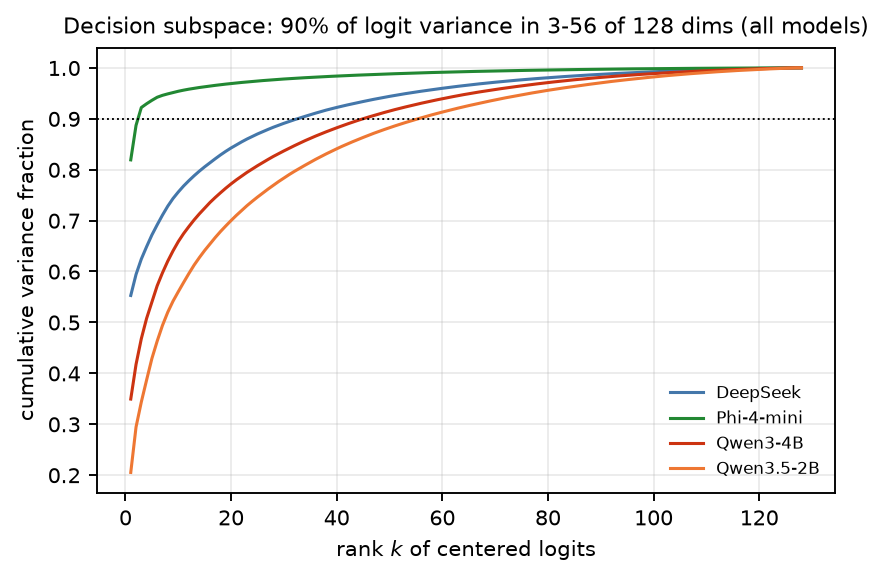 Decision subspace: 90% of logit variance in 3-56 of 128 dims (all models)
cumulative variance fraction
1.0
0.9
0.8
0.7
0.6
0.5
0.4
0.3
0.2
DeepSeek
Phi-4-mini
Qwen3-4B
Qwen3.5-2B
0 20 40 60 80 100 120
rank k of centered logits